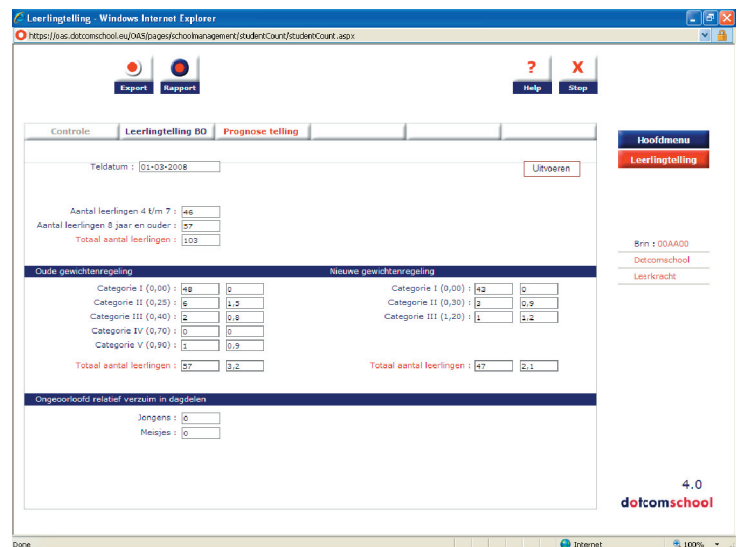 Leerlingtelling - Windows Internet Explorer
https://oas.dotcomschool.eu/OAS/pages/schoolmanagement/studentCount/studentCount.aspx
Export Rapport ? Help X Stop
Controle Leerlingtelling BO Prognose telling
Hoofdmenu
Leerlingtelling
Teldatum : 01-03-2008 Uitvoeren
Aantal leerlingen 4 t/m 7 : 46
Aantal leerlingen 8 jaar en ouder : 57
Totaal aantal leerlingen : 103
Brn : 00AA00
Dotcomschool
Leerkracht
Oude gewichtenregeling Nieuwe gewichtenregeling
Categorie I (0,00) : 48 0 Categorie I (0,00) : 43 0
Categorie II (0,25) : 6 1,5 Categorie II (0,30) : 3 0,9
Categorie III (0,40) : 2 0,8 Categorie III (1,20) : 1 1,2
Categorie IV (0,70) : 0 0
Categorie V (0,90) : 1 0,9
Totaal aantal leerlingen : 57 3,2 Totaal aantal leerlingen : 47 2,1
Ongeoorloofd relatief verzuim in dagdelen
Jongens : 0
Meisjes : 0
4.0
dotcomschool
Done Internet 100%